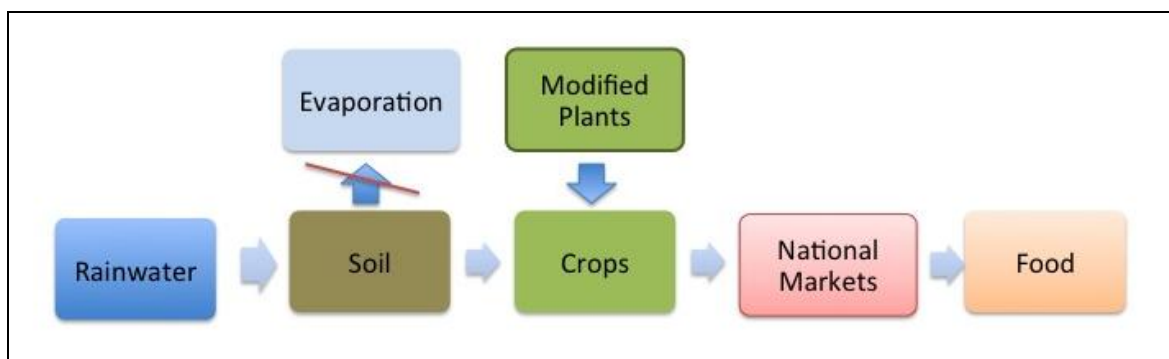 Evaporation
Modified
Plants
Rainwater
Soil
Crops
National
Markets
Food